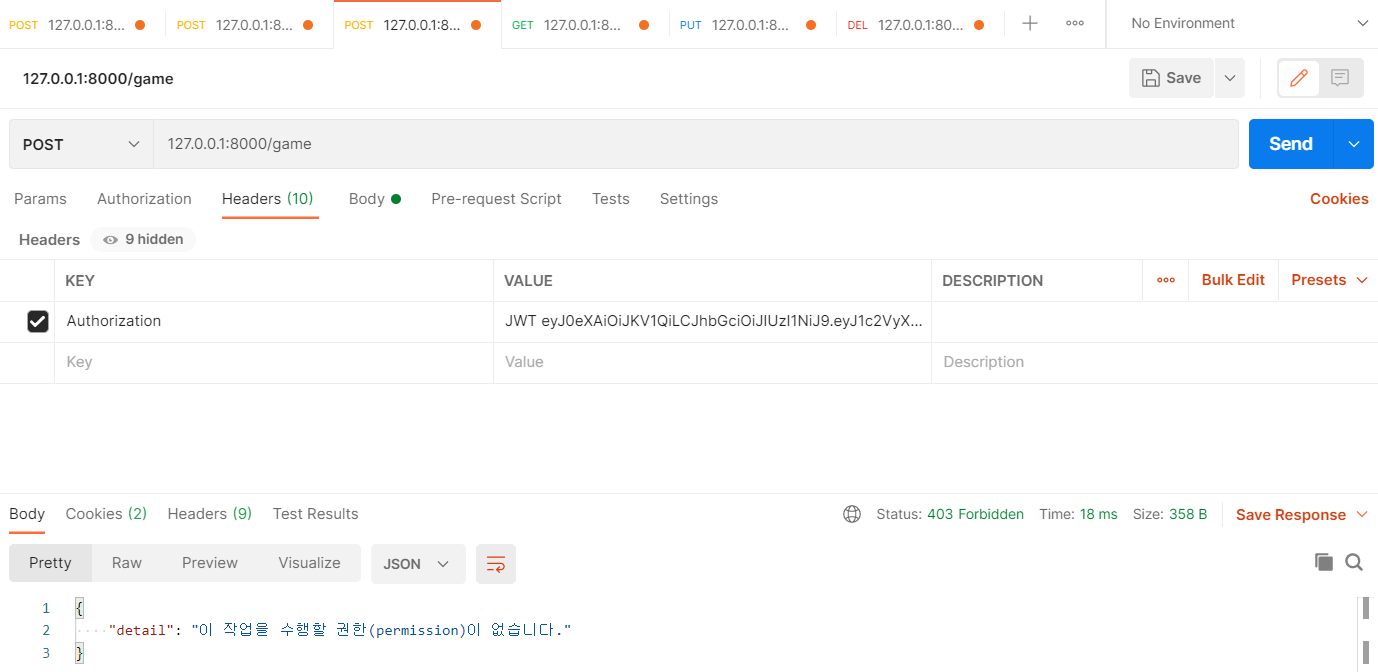 POST 127.0.0.1:8... POST 127.0.0.1:8... POST 127.0.0.1:8... GET 127.0.0.1:8... PUT 127.0.0.1:8... DEL 127.0.0.1:80... No Environment
127.0.0.1:8000/game Save
POST 127.0.0.1:8000/game Send
Params Authorization Headers (10) Body Pre-request Script Tests Settings Cookies
Headers 9 hidden
KEY VALUE DESCRIPTION Bulk Edit Presets
Authorization JWT eyJ0eXAiOiJKV1QiLCJhbGciOiJIUzI1NiJ9.eyJ1c2VyX...
Key Value Description
Body Cookies (2) Headers (9) Test Results Status: 403 Forbidden Time: 18 ms Size: 358 B Save Response
Pretty Raw Preview Visualize JSON
1 {
2 "detail": "이 작업을 수행할 권한(permission)이 없습니다."
3 }